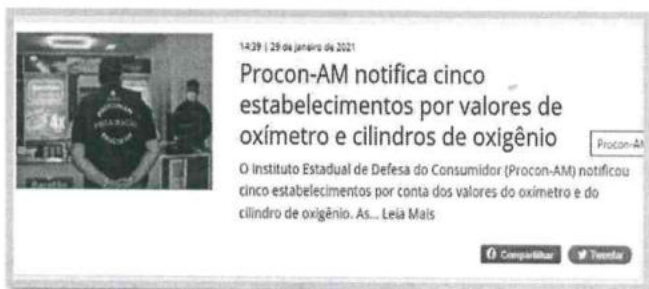 14:39 | 29 de janeiro de 2021
Procon-AM notifica cinco
estabelecimentos por valores de
oxímetro e cilindros de oxigênio
Procon-AM
O Instituto Estadual de Defesa do Consumidor (Procon-AM) notificou
cinco estabelecimentos por conta dos valores do oxímetro e do
cilindro de oxigênio. As... Leia Mais
Compartilhar
Tweetar